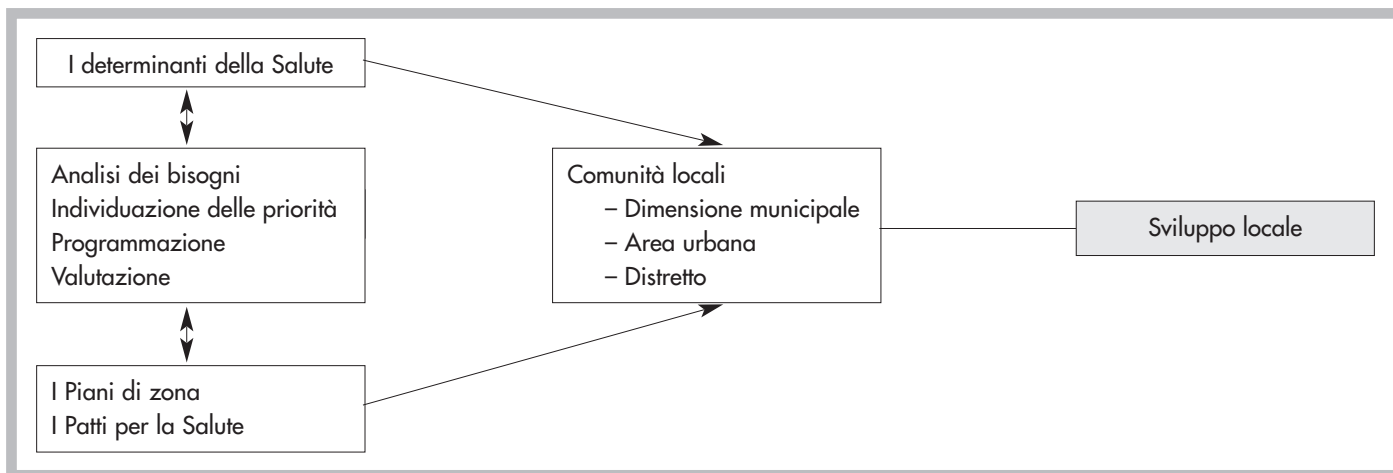 I determinanti della Salute
Analisi dei bisogni
Individuazione delle priorità
Programmazione
Valutazione
I Piani di zona
I Patti per la Salute
Comunità locali
– Dimensione municipale
– Area urbana
– Distretto
Sviluppo locale